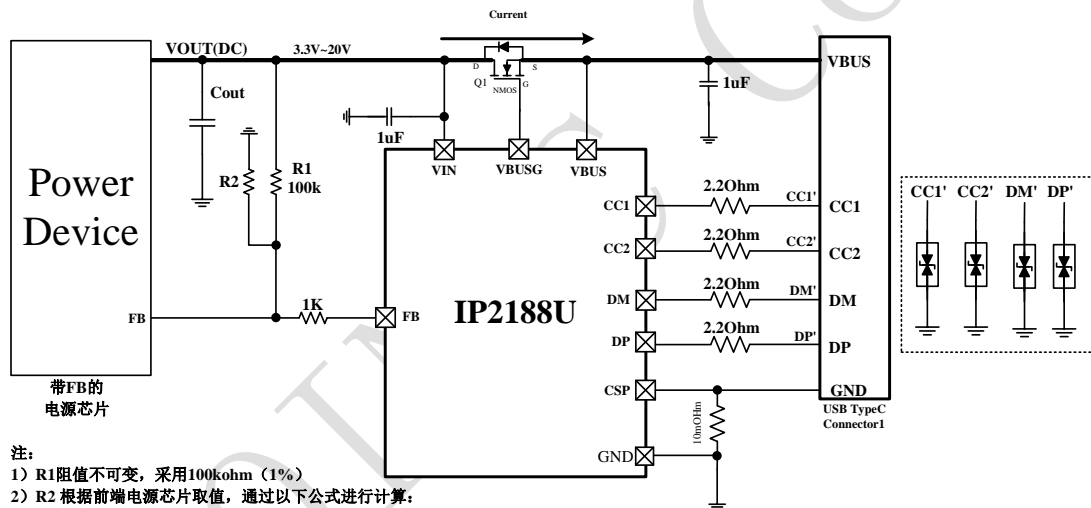 Current
VOUT(DC)
3.3V~20V
VBUS
D
S
Q1
G
NMOS
Cout
1uF
1uF
R2
R1
100k
Power
Device
VIN
VBUSG
VBUS
CC1
2.2Ohm
CC1'
CC1
CC2
2.2Ohm
CC2'
CC2
DM
2.2Ohm
DM'
DM
DP
2.2Ohm
DP'
DP
CC1'
CC2'
DM'
DP'
FB
1K
FB
IP2188U
CSP
GND
GND
10mOHm
USB TypeC
Connector1
带FB的
电源芯片
注：
1）R1阻值不可变，采用100kohm（1%）
2）R2 根据前端电源芯片取值，通过以下公式进行计算：